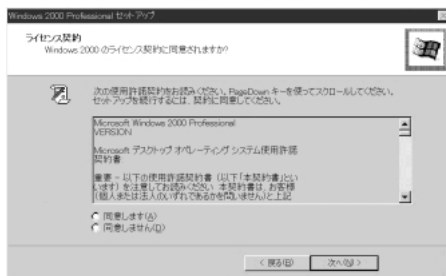 Windows 2000 Professional セットアップ
ライセンス契約
Windows 2000 のライセンス契約に同意されますか?
次の使用許諾契約をお読みください。PageDown キーを使ってスクロールしてください。
セットアップを続行するには、契約に同意してください。
Microsoft Windows 2000 Professional
VERSION
Microsoft デスクトップ オペレーティング システム使用許諾
契約書
重要 - 以下の使用許諾契約書（以下「本契約書」とい
います）を注意してお読みください。本契約書は、お客様
（個人または法人のいずれであるかを問いません）と上記
同意します(A)
同意しません(D)
< 戻る(B)
次へ(N) >